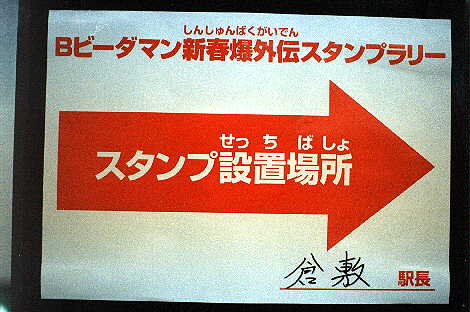 しんしゅんばくがいでん
Bビーダマン新春爆外伝スタンプラリー
せっちばしょ
スタンプ設置場所
倉敷 駅長